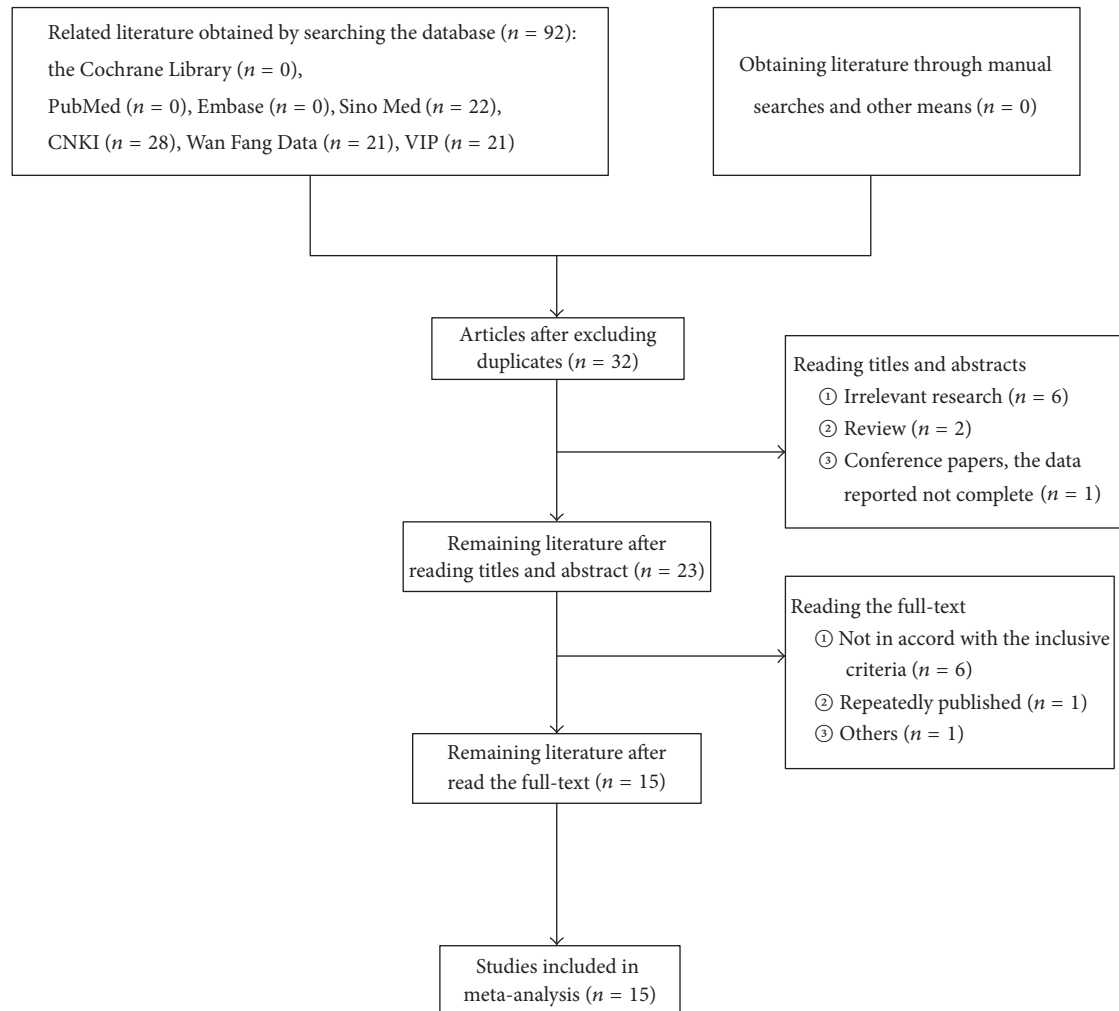 Related literature obtained by searching the database (n = 92):
the Cochrane Library (n = 0),
PubMed (n = 0), Embase (n = 0), Sino Med (n = 22),
CNKI (n = 28), Wan Fang Data (n = 21), VIP (n = 21)
Obtaining literature through manual
searches and other means (n = 0)
Articles after excluding
duplicates (n = 32)
Reading titles and abstracts
① Irrelevant research (n = 6)
② Review (n = 2)
③ Conference papers, the data
reported not complete (n = 1)
Remaining literature after
reading titles and abstract (n = 23)
Reading the full-text
① Not in accord with the inclusive
criteria (n = 6)
② Repeatedly published (n = 1)
③ Others (n = 1)
Remaining literature after
read the full-text (n = 15)
Studies included in
meta-analysis (n = 15)